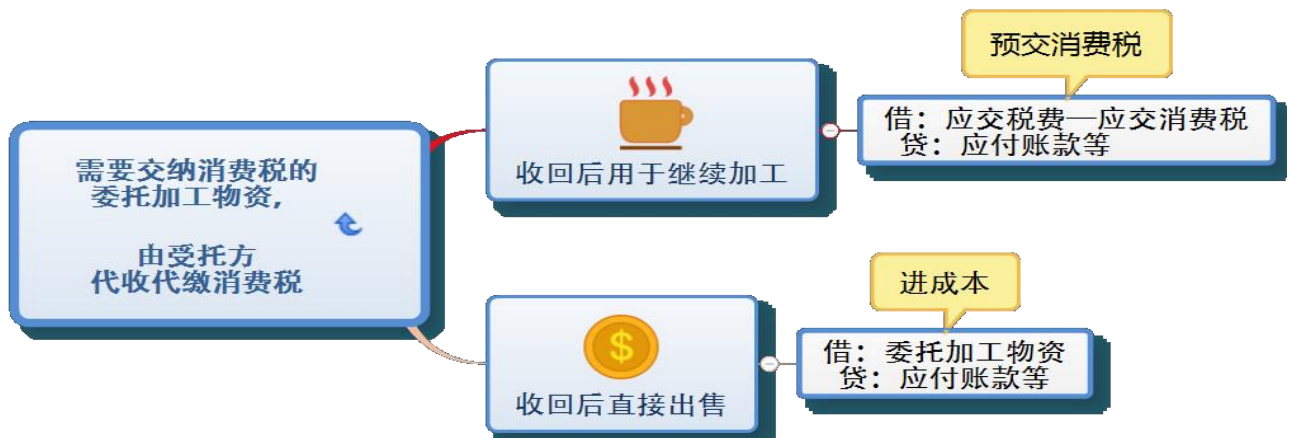 需要交纳消费税的
委托加工物资,
由受托方
代收代缴消费税
收回后用于继续加工
预交消费税
借：应交税费—应交消费税
贷：应付账款等
$
收回后直接出售
进成本
借：委托加工物资
贷：应付账款等